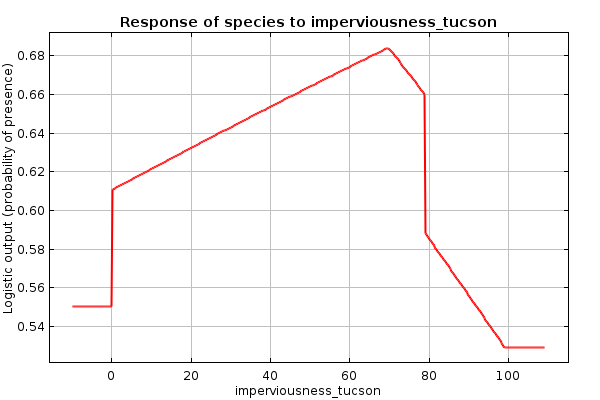 Response of species to imperviousness_tucson
Logistic output (probability of presence)
0.68
0.66
0.64
0.62
0.60
0.58
0.56
0.54
0 20 40 60 80 100
imperviousness_tucson